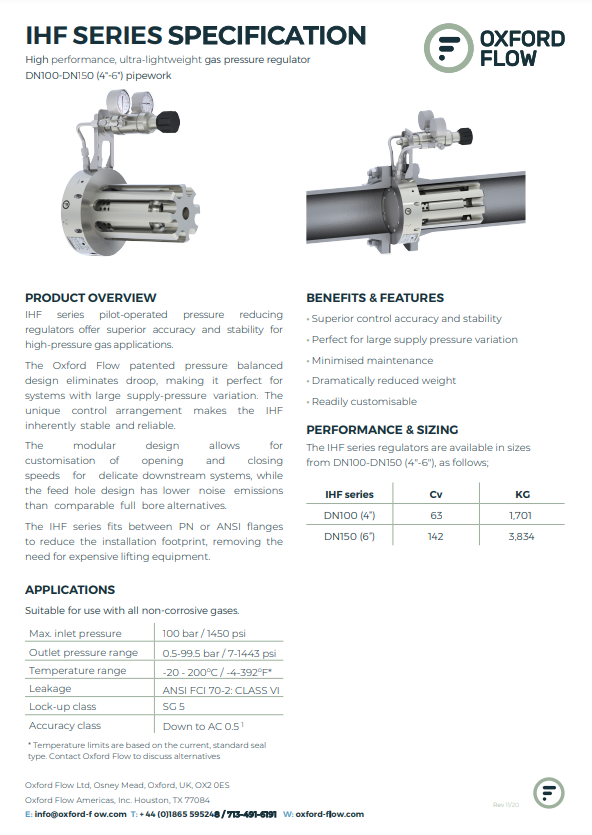 IHF SERIES SPECIFICATION
High performance, ultra-lightweight gas pressure regulator
DN100-DN150 (4"-6") pipework
OXFORD
FLOW
PRODUCT OVERVIEW
IHF series pilot-operated pressure reducing
regulators offer superior accuracy and stability for
high-pressure gas applications.
The Oxford Flow patented pressure balanced
design eliminates droop, making it perfect for
systems with large supply-pressure variation. The
unique control arrangement makes the IHF
inherently stable and reliable.
The modular design allows for
customisation of opening and closing
speeds for delicate downstream systems, while
the feed hole design has lower noise emissions
than comparable full bore alternatives.
The IHF series fits between PN or ANSI flanges
to reduce the installation footprint, removing the
need for expensive lifting equipment.
BENEFITS & FEATURES
• Superior control accuracy and stability
• Perfect for large supply pressure variation
• Minimised maintenance
• Dramatically reduced weight
• Readily customisable
PERFORMANCE & SIZING
The IHF series regulators are available in sizes
from DN100-DN150 (4"-6"), as follows;
IHF series Cv KG
DN100 (4") 63 1,701
DN150 (6") 142 3,834
APPLICATIONS
Suitable for use with all non-corrosive gases.
Max. inlet pressure 100 bar / 1450 psi
Outlet pressure range 0.5-99.5 bar / 7-1443 psi
Temperature range -20 - 200°C / -4-392°F*
Leakage ANSI FCI 70-2: CLASS VI
Lock-up class SG 5
Accuracy class Down to AC 0.5 ¹
* Temperature limits are based on the current, standard seal
type. Contact Oxford Flow to discuss alternatives
Oxford Flow Ltd, Osney Mead, Oxford, UK, OX2 0ES
Oxford Flow Americas, Inc. Houston, TX 77084
E: info@oxford-f ow.com T: + 44 (0)1865 595248 / 713-491-6191 W: oxford-flow.com
Rev 11/20